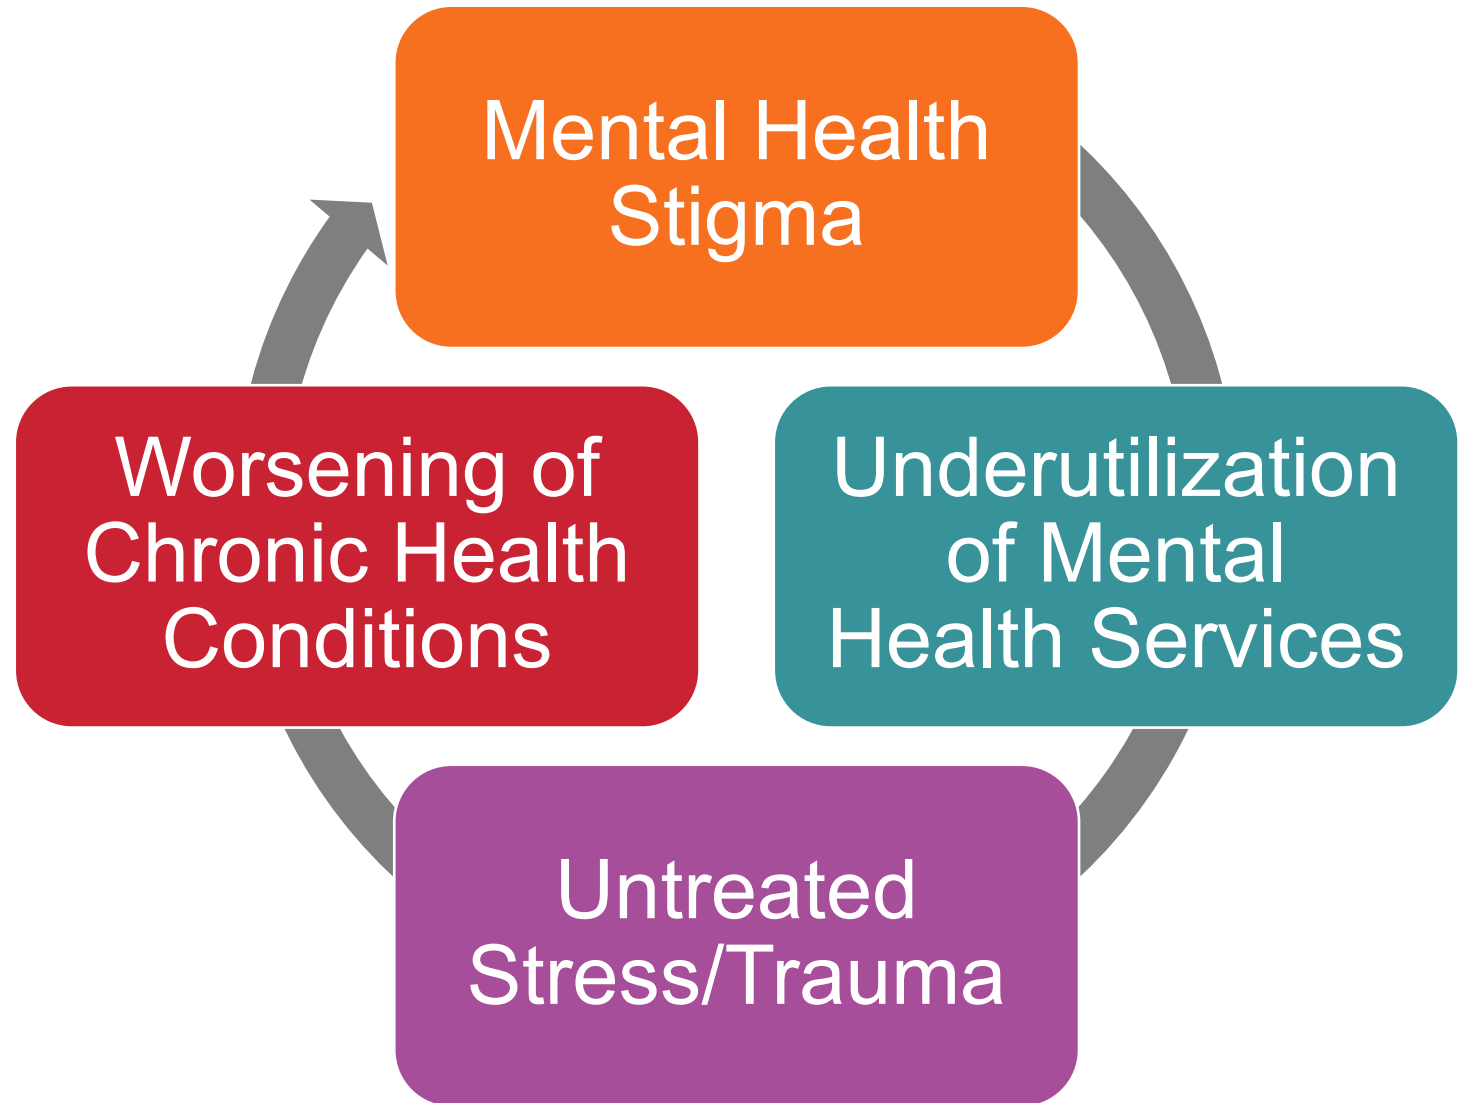 Mental Health
Stigma
Underutilization
of Mental
Health Services
Untreated
Stress/Trauma
Worsening of
Chronic Health
Conditions